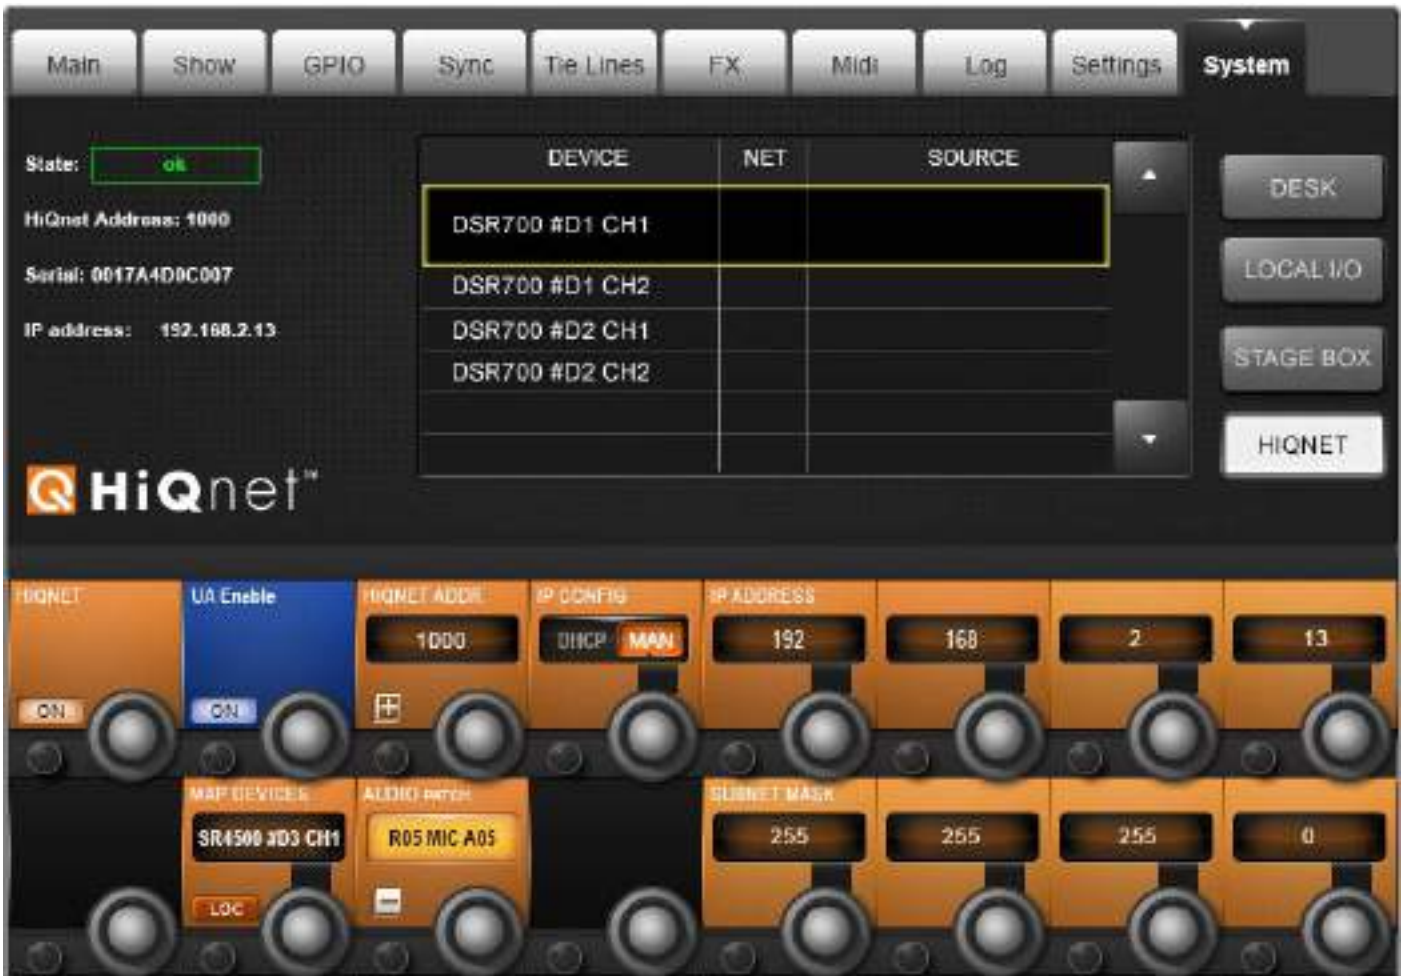 Main Show GPIO Sync Tie Lines FX Midi Log Settings System
State: ok
HiQnet Address: 1000
Serial: 0017A4D0C007
IP address: 192.168.2.13
Q HiQnet™
DEVICE NET SOURCE
DSR700 #D1 CH1
DSR700 #D1 CH2
DSR700 #D2 CH1
DSR700 #D2 CH2
DESK
LOCAL I/O
STAGE BOX
HIQNET
HIQNET UA Enable HIQNET ADDR. IP CONFIG IP ADDRESS
1000 DHCP MAN 192 168 2 13
ON ON
MAP DEVICES AUDIO PATCH SUBNET MASK
SR4500 #D3 CH1 R05 MIC A05 255 255 255 0
LOC